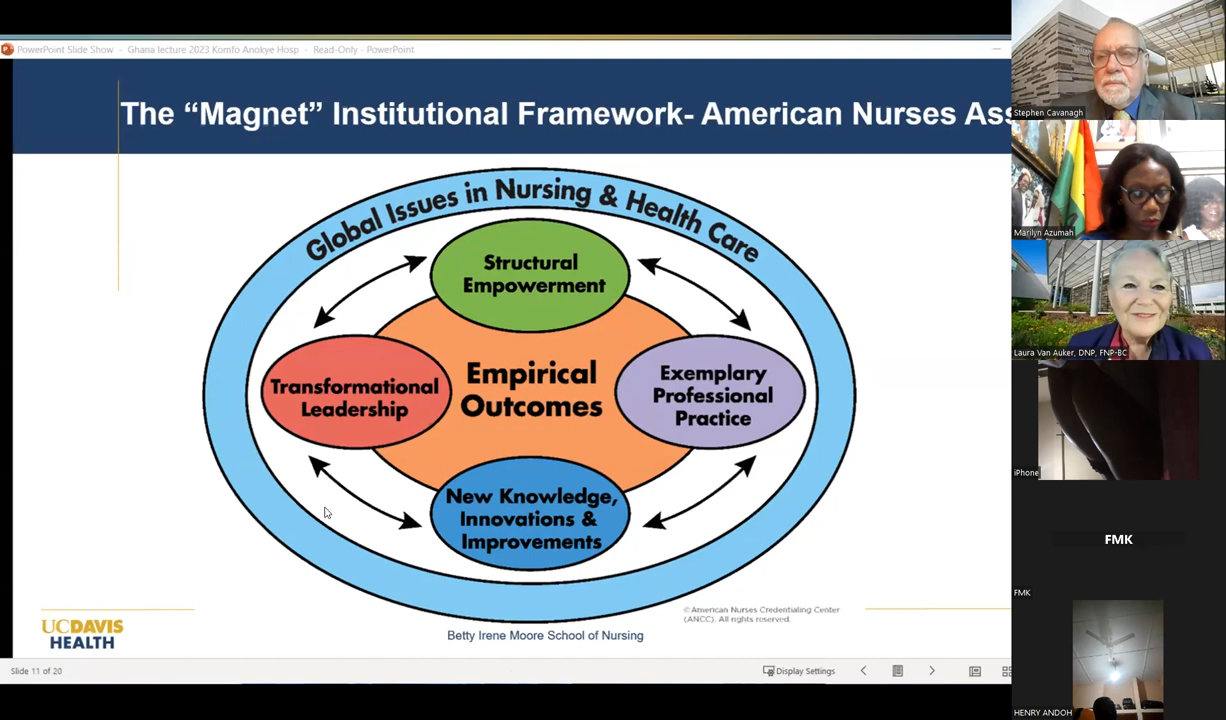 PowerPoint Slide Show - Ghana lecture 2023 Komfo Anokye Hosp - Read-Only - PowerPoint
The “Magnet” Institutional Framework- American Nurses Ass
Global Issues in Nursing & Health Care
Structural
Empowerment
Transformational
Leadership
Empirical
Outcomes
Exemplary
Professional
Practice
New Knowledge,
Innovations &
Improvements
© American Nurses Credentialing Center
(ANCC). All rights reserved.
UCDAVIS
HEALTH
Betty Irene Moore School of Nursing
Slide 11 of 20
Display Settings
Stephen Cavanagh
Marilyn Azumah
Laura Van Auker, DNP, FNP-BC
iPhone
FMK
FMK
HENRY ANDOH